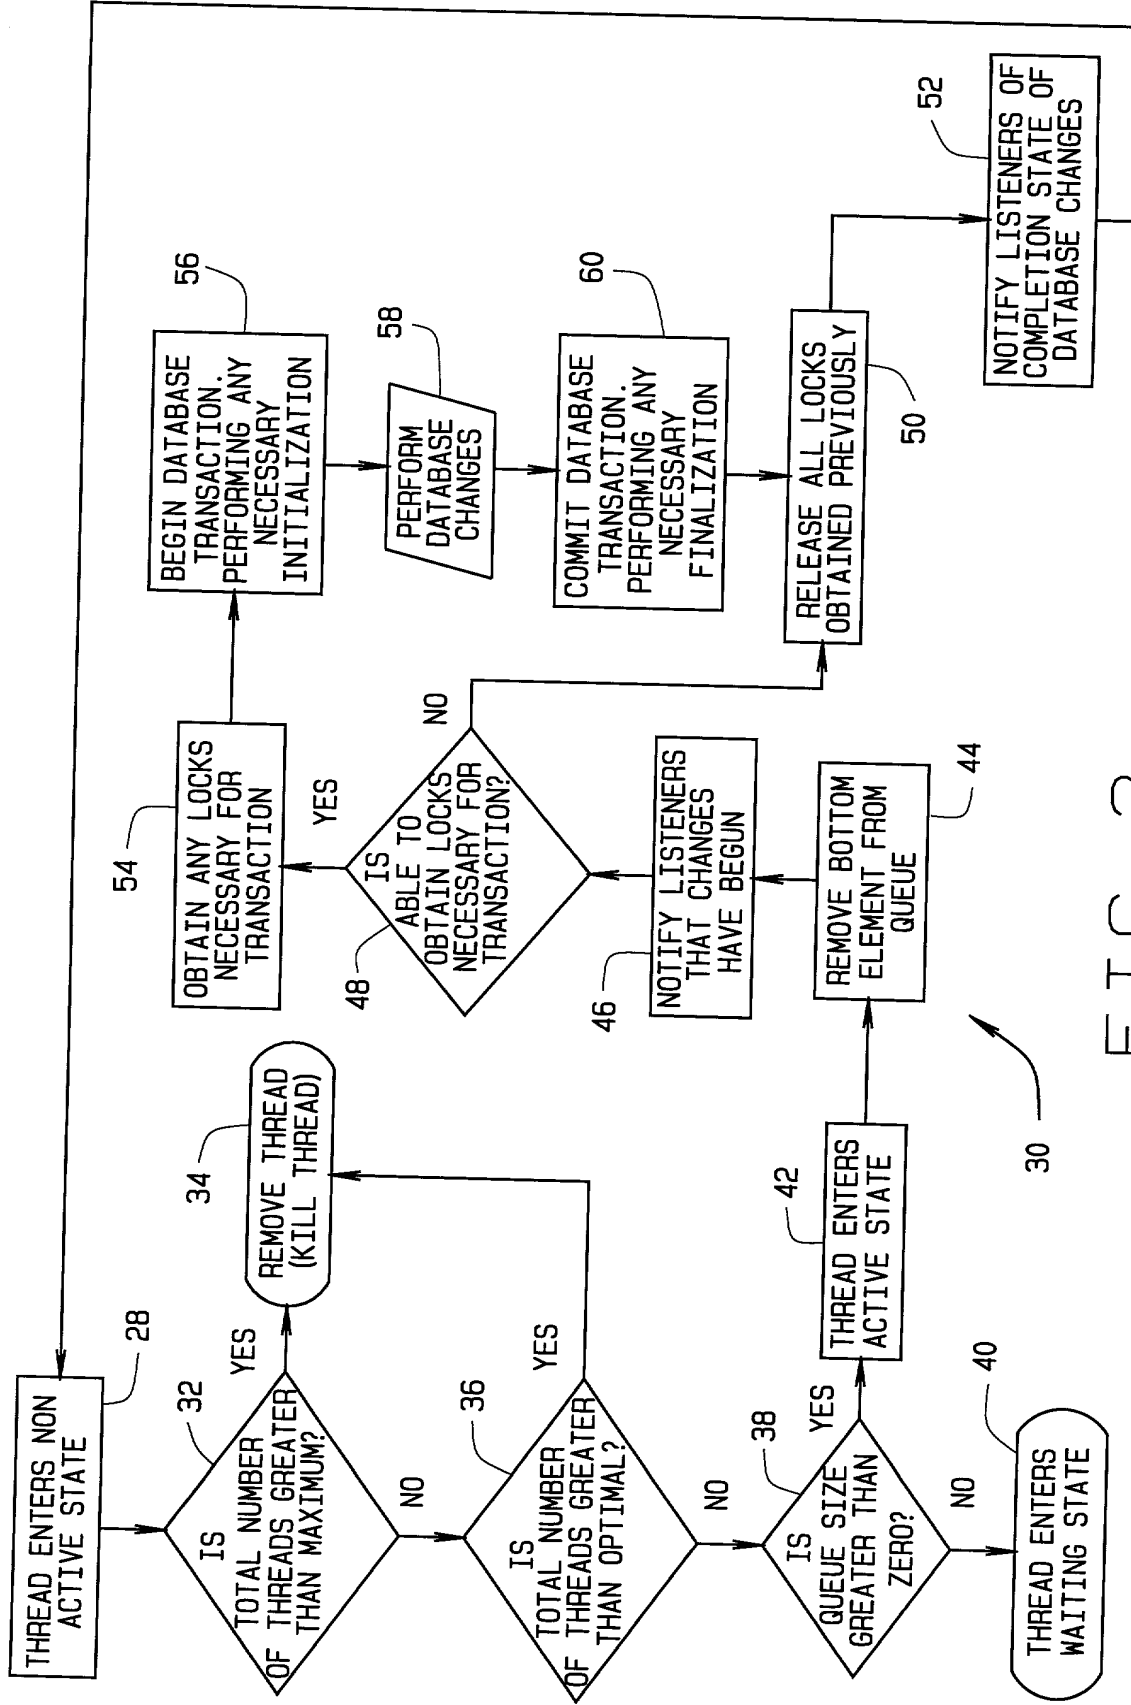 THREAD ENTERS NON
ACTIVE STATE
28
IS
TOTAL NUMBER
OF THREADS GREATER
THAN MAXIMUM?
32
YES
NO
REMOVE THREAD
(KILL THREAD)
34
IS
TOTAL NUMBER
OF THREADS GREATER
THAN OPTIMAL?
36
YES
NO
IS
QUEUE SIZE
GREATER THAN
ZERO?
38
YES
NO
THREAD ENTERS
WAITING STATE
40
THREAD ENTERS
ACTIVE STATE
42
REMOVE BOTTOM
ELEMENT FROM
QUEUE
44
NOTIFY LISTENERS
THAT CHANGES
HAVE BEGUN
46
IS
ABLE TO
OBTAIN LOCKS
NECESSARY FOR
TRANSACTION?
48
YES
NO
OBTAIN ANY LOCKS
NECESSARY FOR
TRANSACTION
54
BEGIN DATABASE
TRANSACTION.
PERFORMING ANY
NECESSARY
INITIALIZATION
56
PERFORM
DATABASE
CHANGES
58
COMMIT DATABASE
TRANSACTION.
PERFORMING ANY
NECESSARY
FINALIZATION
60
RELEASE ALL LOCKS
OBTAINED PREVIOUSLY
50
NOTIFY LISTENERS OF
COMPLETION STATE OF
DATABASE CHANGES
52
30